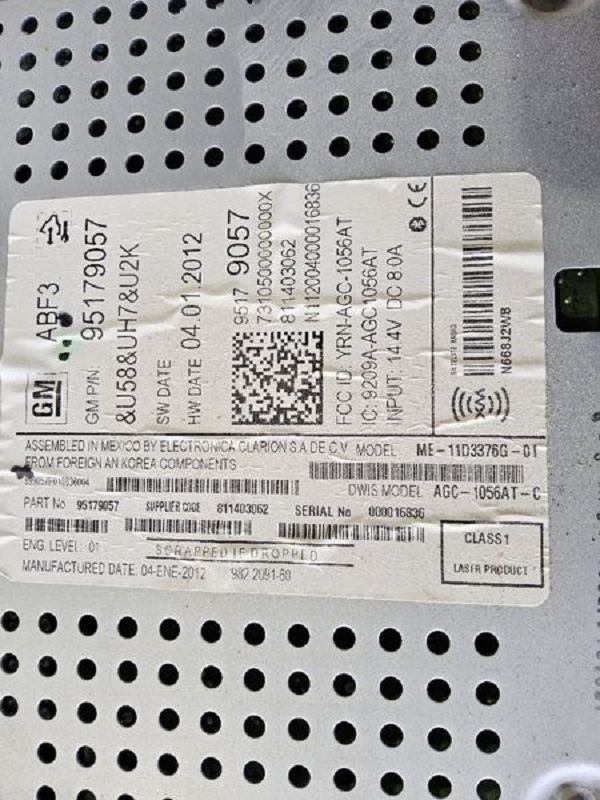 GM
ABF3
GM P/N: 95179057
&U58&UH7&U2K
SW DATE
HW DATE 04.01.2012
9517 9057
7310500000000000X
811403062
N112004000016836
FCC ID: YRN-AGC-1056AT
IC: 9209A-AGC1056AT
INPUT: 14.4V DC 8.0A
CE
N668J2WB
ASSEMBLED IN MEXICO BY ELECTRONICA CLARION S.A DE C.V
FROM FOREIGN AN KOREA COMPONENTS
MODEL ME-11D3376G-01
DWIS MODEL AGC-1056AT-C
PART No 95179057 SUPPLIER CODE 811403062 SERIAL No 000016836
ENG. LEVEL: 01
SCRAPPED IF DROPPED
MANUFACTURED DATE: 04-ENE-2012 982 2091-60
CLASS1
LASER PRODUCT